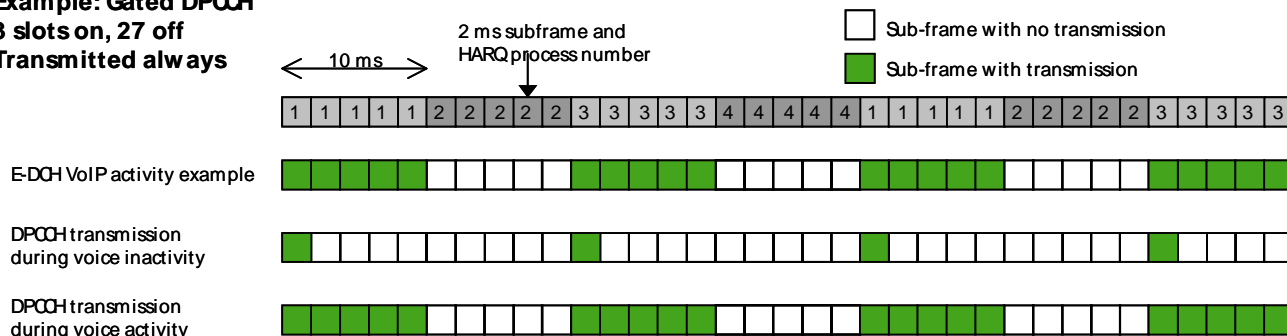 Example: Gated DPCCH
3 slots on, 27 off
Transmitted always
10 ms
2 ms subframe and
HARQ process number
Sub-frame with no transmission
Sub-frame with transmission
1 1 1 1 1 2 2 2 2 2 3 3 3 3 3 4 4 4 4 4 1 1 1 1 1 2 2 2 2 2 3 3 3 3 3
E-DCH VoIP activity example
DPCCH transmission
during voice inactivity
DPCCH transmission
during voice activity